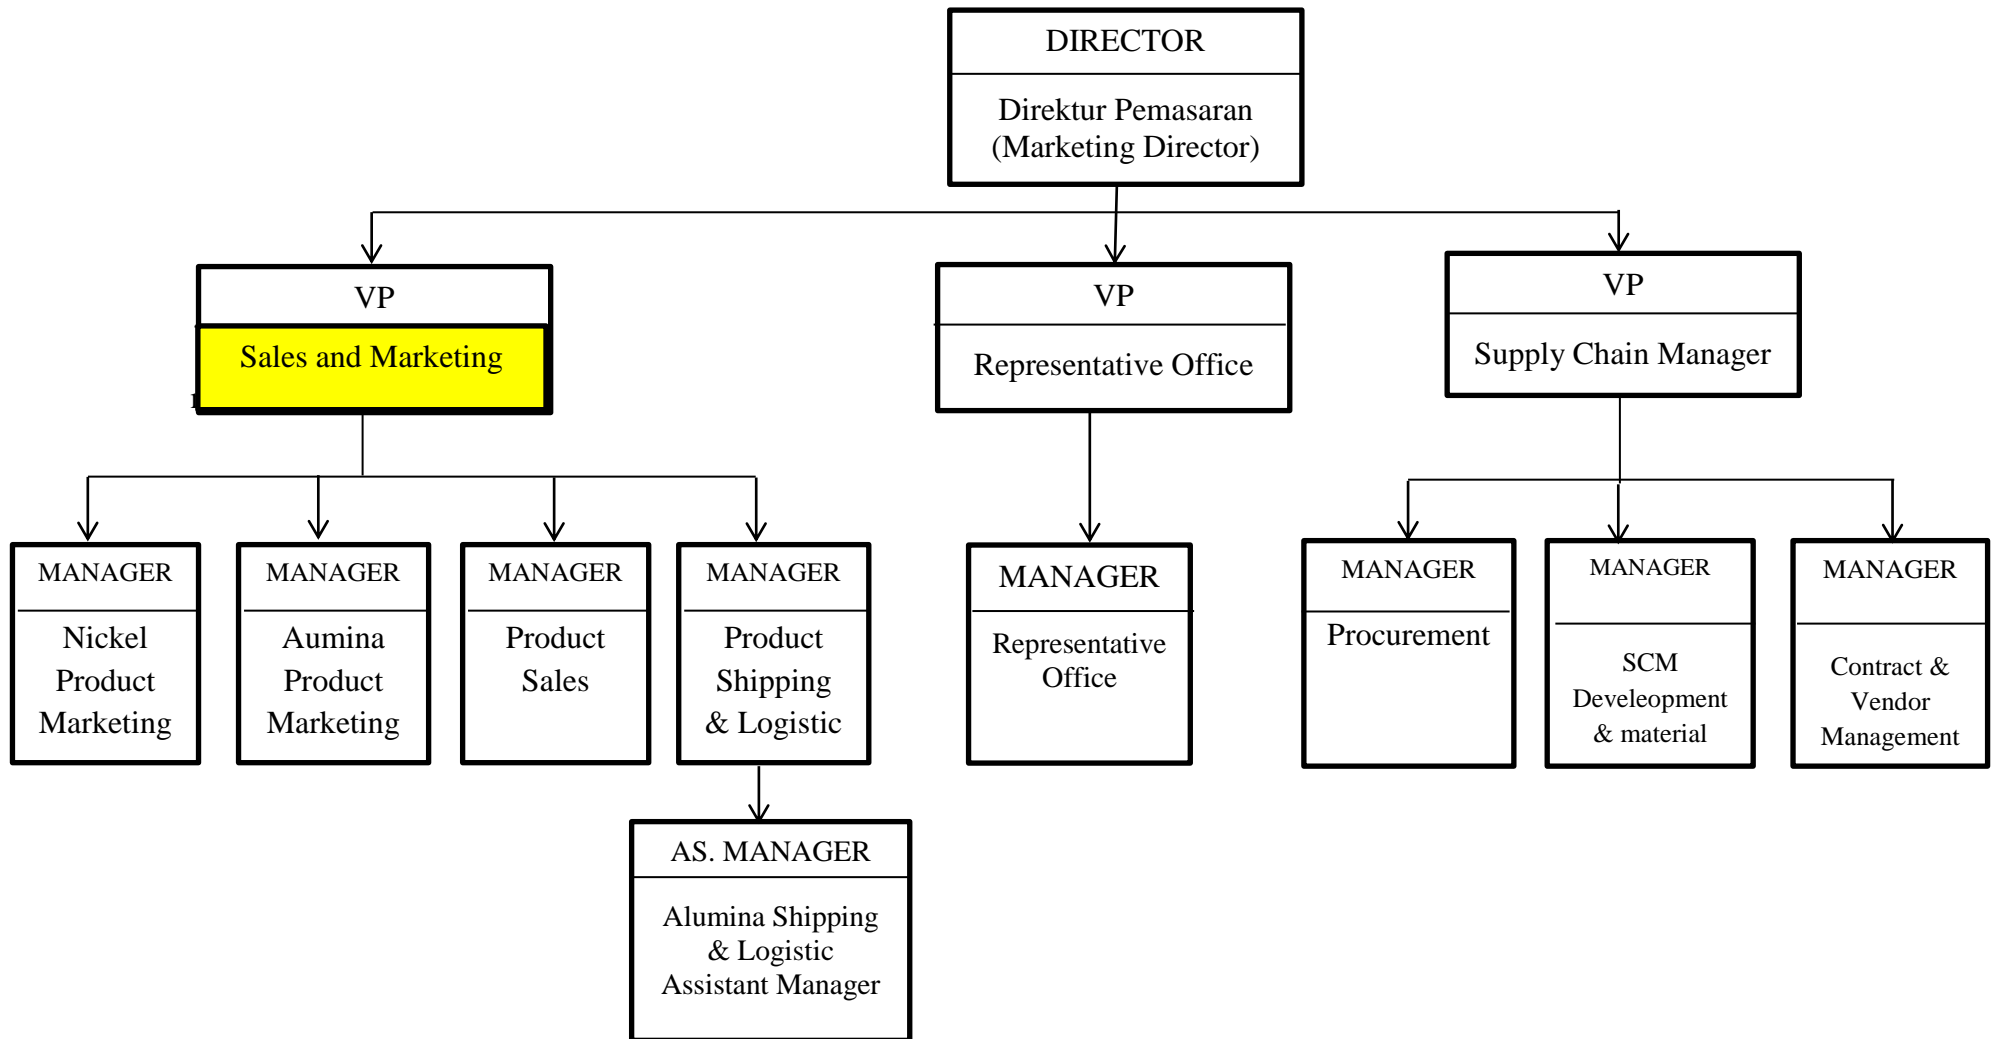 DIRECTOR
Direktur Pemasaran
(Marketing Director)
VP
Sales and Marketing
VP
Representative Office
VP
Supply Chain Manager
MANAGER
Nickel
Product
Marketing
MANAGER
Aumina
Product
Marketing
MANAGER
Product
Sales
MANAGER
Product
Shipping
& Logistic
MANAGER
Representative
Office
MANAGER
Procurement
MANAGER
SCM
Develeopment
& material
MANAGER
Contract &
Vendor
Management
AS. MANAGER
Alumina Shipping
& Logistic
Assistant Manager